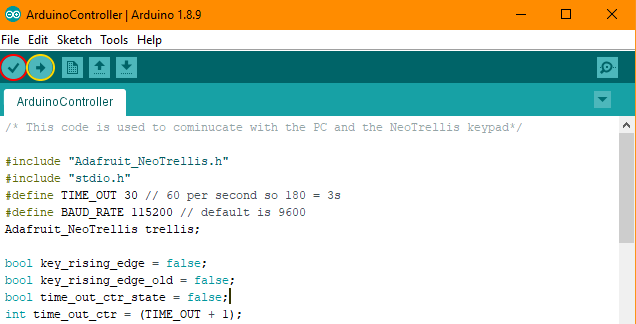 ArduinoController | Arduino 1.8.9
File Edit Sketch Tools Help
ArduinoController
/* This code is used to cominucate with the PC and the NeoTrellis keypad*/
#include "Adafruit_NeoTrellis.h"
#include "stdio.h"
#define TIME_OUT 30 // 60 per second so 180 = 3s
#define BAUD_RATE 115200 // default is 9600
Adafruit_NeoTrellis trellis;
bool key_rising_edge = false;
bool key_rising_edge_old = false;
bool time_out_ctr_state = false;
int time_out_ctr = (TIME_OUT + 1);